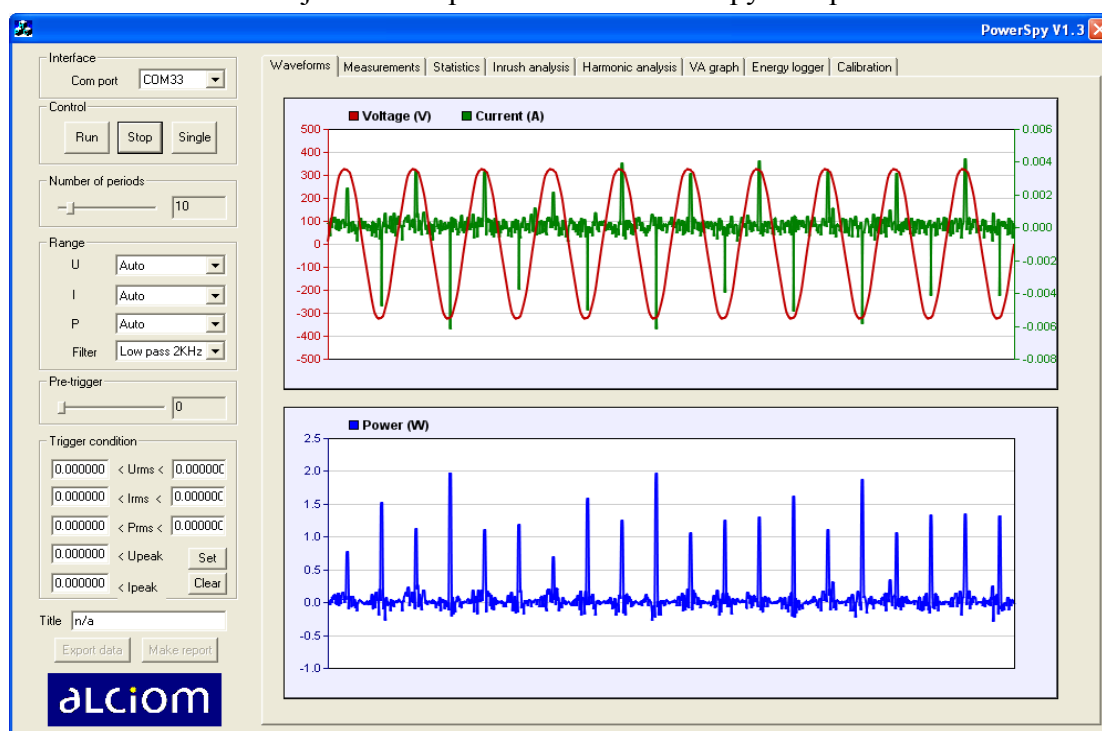 PowerSpy V1.3
Interface
Com port COM33
Control
Run Stop Single
Number of periods
10
Range
U Auto
I Auto
P Auto
Filter Low pass 2KHz
Pre-trigger
0
Trigger condition
0.000000 < Urms < 0.000000
0.000000 < Irms < 0.000000
0.000000 < Prms < 0.000000
0.000000 < Upeak Set
0.000000 < Ipeak Clear
Title n/a
Export data Make report
aLCiom
Waveforms Measurements Statistics Inrush analysis Harmonic analysis VA graph Energy logger Calibration
Voltage (V) Current (A)
500
400
300
200
100
0
-100
-200
-300
-400
-500
0.006
0.004
0.002
0.000
-0.002
-0.004
-0.006
-0.008
Power (W)
2.5
2.0
1.5
1.0
0.5
0.0
-0.5
-1.0